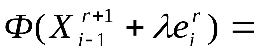 Φ(X_{i-1}^{r+1} + λe_i^r) =